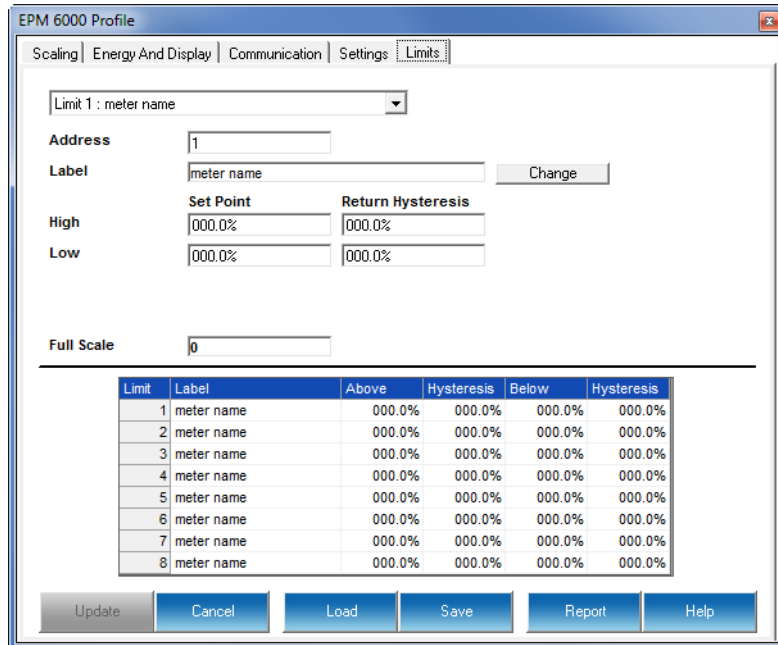 EPM 6000 Profile
Scaling Energy And Display Communication Settings Limits
Limit 1 : meter name
Address 1
Label meter name Change
Set Point Return Hysteresis
High 000.0% 000.0%
Low 000.0% 000.0%
Full Scale 0
Limit Label Above Hysteresis Below Hysteresis
1 meter name 000.0% 000.0% 000.0% 000.0%
2 meter name 000.0% 000.0% 000.0% 000.0%
3 meter name 000.0% 000.0% 000.0% 000.0%
4 meter name 000.0% 000.0% 000.0% 000.0%
5 meter name 000.0% 000.0% 000.0% 000.0%
6 meter name 000.0% 000.0% 000.0% 000.0%
7 meter name 000.0% 000.0% 000.0% 000.0%
8 meter name 000.0% 000.0% 000.0% 000.0%
Update Cancel Load Save Report Help